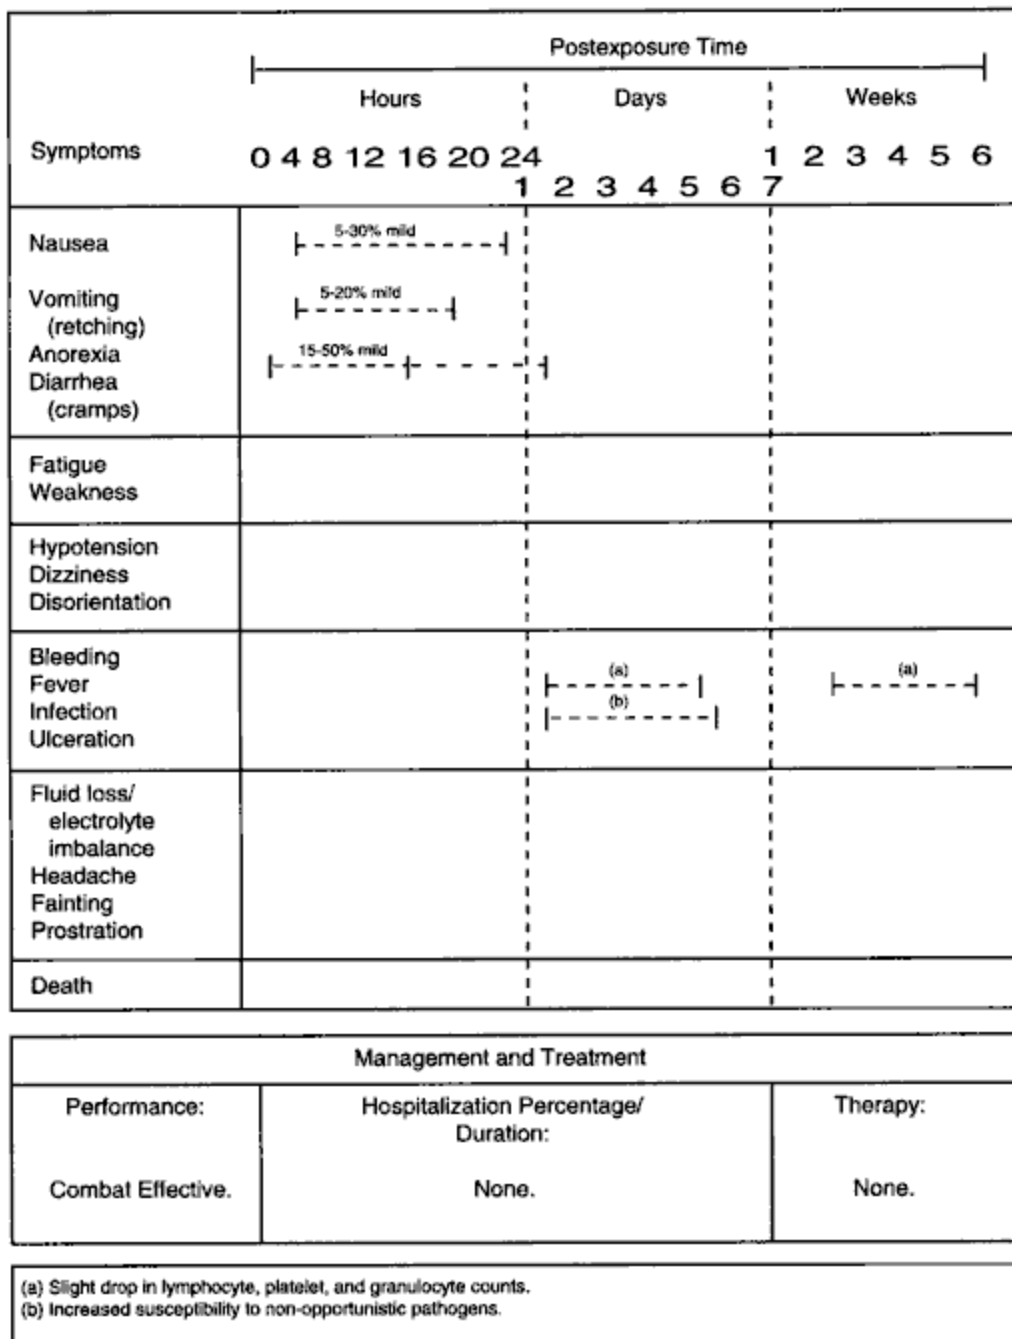 Postexposure Time
Hours Days Weeks
Symptoms 0 4 8 12 16 20 24 1 2 3 4 5 6
1 2 3 4 5 6 7
Nausea 5-30% mild
Vomiting 5-20% mild
(retching)
Anorexia 15-50% mild
Diarrhea
(cramps)
Fatigue
Weakness
Hypotension
Dizziness
Disorientation
Bleeding
Fever (a) (a)
Infection (b)
Ulceration
Fluid loss/
electrolyte
imbalance
Headache
Fainting
Prostration
Death
Management and Treatment
Performance: Hospitalization Percentage/ Therapy:
Duration:
Combat Effective. None. None.
(a) Slight drop in lymphocyte, platelet, and granulocyte counts.
(b) Increased susceptibility to non-opportunistic pathogens.